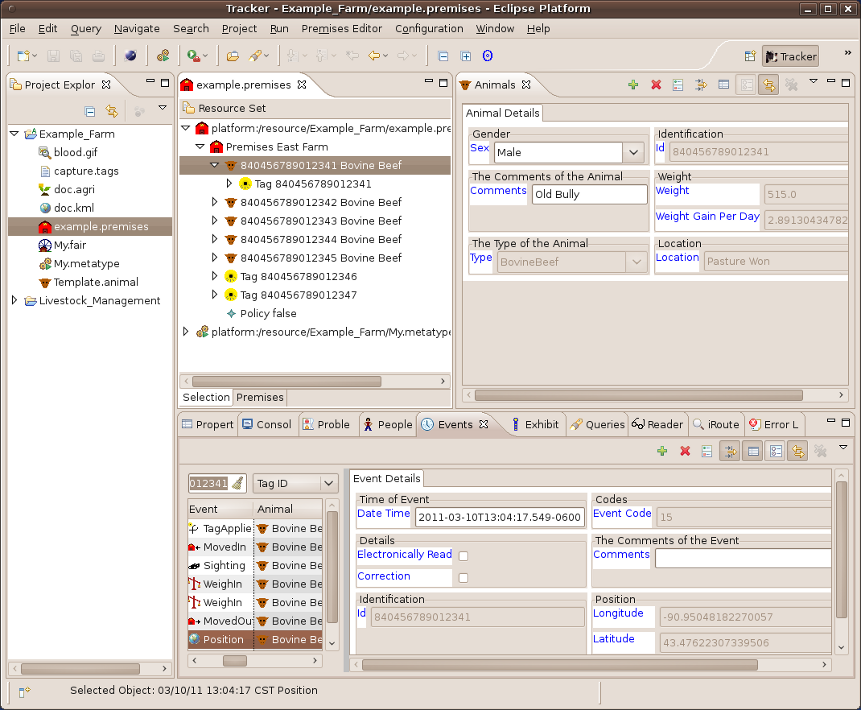 Tracker - Example_Farm/example.premises - Eclipse Platform
File Edit Query Navigate Search Project Run Premises Editor Configuration Window Help
Tracker
Project Explor
Example_Farm
blood.gif
capture.tags
doc.agri
doc.kml
example.premises
My.fair
My.metatype
Template.animal
Livestock_Management
example.premises
Resource Set
platform:/resource/Example_Farm/example.pre
Premises East Farm
840456789012341 Bovine Beef
Tag 840456789012341
840456789012342 Bovine Beef
840456789012343 Bovine Beef
840456789012344 Bovine Beef
840456789012345 Bovine Beef
Tag 840456789012346
Tag 840456789012347
Policy false
platform:/resource/Example_Farm/My.metatype
Selection Premises
Animals
Animal Details
Gender
Sex Male
Identification
Id 840456789012341
The Comments of the Animal
Comments Old Bully
Weight
Weight 515.0
Weight Gain Per Day 2.89130434782
The Type of the Animal
Type BovineBeef
Location
Location Pasture Won
Propert Consol Proble People Events Exhibit Queries Reader iRoute Error L
012341 Tag ID
Event Animal
TagApplie Bovine Be
MovedIn Bovine Be
Sighting Bovine Be
WeighIn Bovine Be
WeighIn Bovine Be
MovedOu Bovine Be
Position Bovine Be
Event Details
Time of Event
Date Time 2011-03-10T13:04:17.549-0600
Codes
Event Code 15
Details
Electronically Read
Correction
The Comments of the Event
Comments
Identification
Id 840456789012341
Position
Longitude -90.95048182270057
Latitude 43.47622307339506
Selected Object: 03/10/11 13:04:17 CST Position